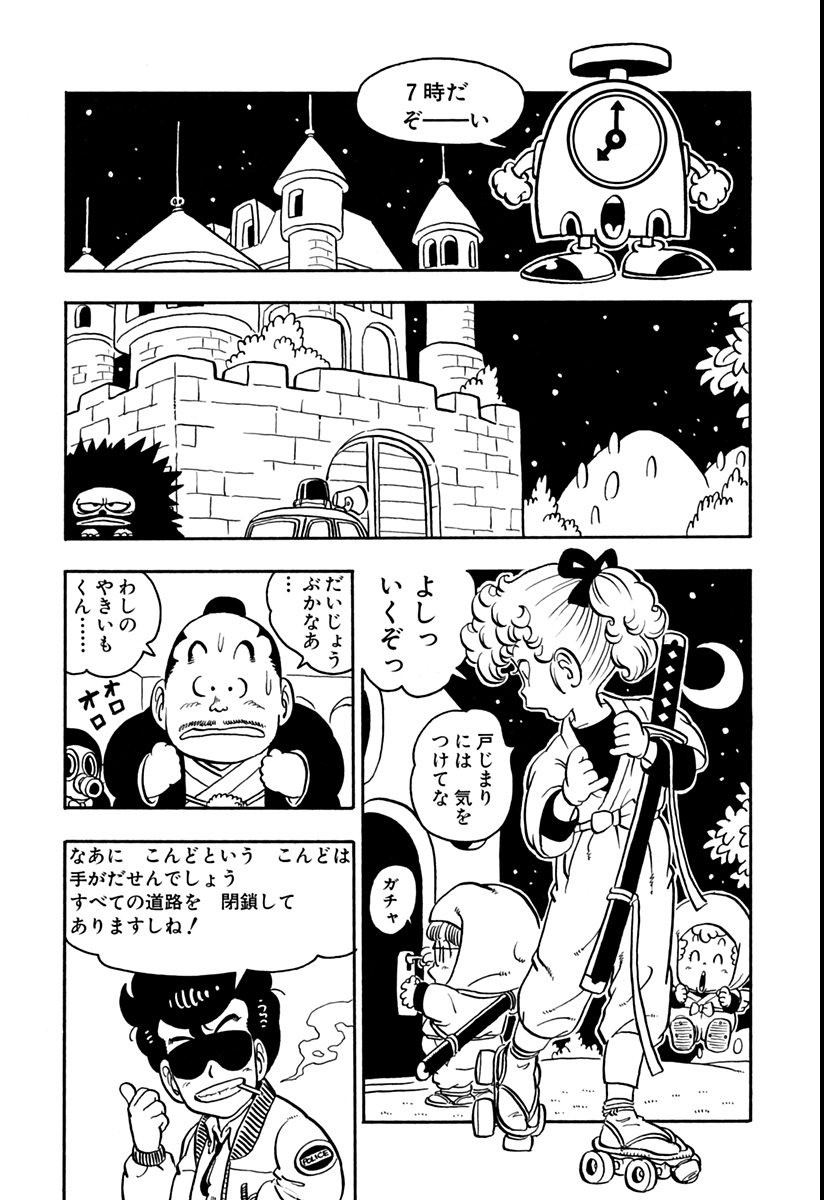 7時だ
ぞ――い
よしっ
いくぞっ
戸じまり
には 気を
つけてな
ガチャ
だいじょう
ぶかなあ
…
わしの
やきいも
くん……
オロ
オロ
なあに こんどという こんどは
手がだせんでしょう
すべての道路を 閉鎖して
ありますしね!
POLICE